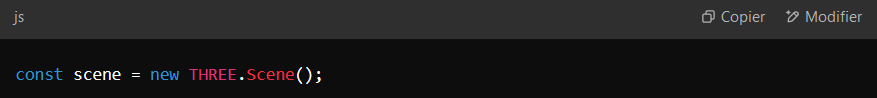 js Copier Modifier
const scene = new THREE.Scene();